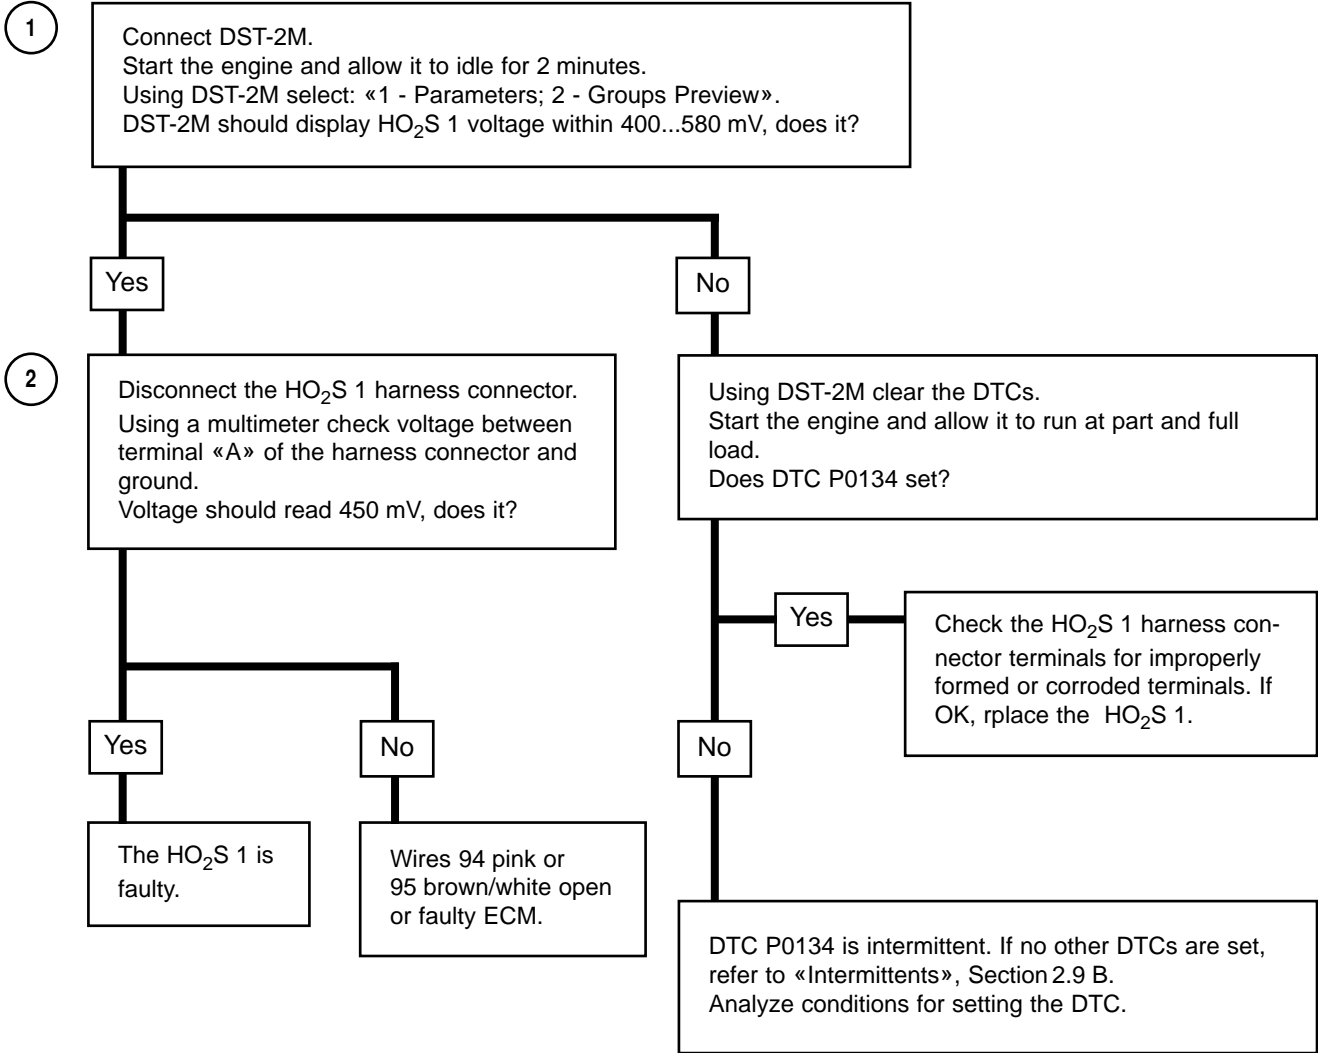 1
Connect DST-2M.
Start the engine and allow it to idle for 2 minutes.
Using DST-2M select: «1 - Parameters; 2 - Groups Preview».
DST-2M should display HO₂S 1 voltage within 400...580 mV, does it?
Yes
No
2
Disconnect the HO₂S 1 harness connector.
Using a multimeter check voltage between
terminal «A» of the harness connector and
ground.
Voltage should read 450 mV, does it?
Using DST-2M clear the DTCs.
Start the engine and allow it to run at part and full
load.
Does DTC P0134 set?
Yes
Check the HO₂S 1 harness con-
nector terminals for improperly
formed or corroded terminals. If
OK, rplace the HO₂S 1.
Yes
No
No
The HO₂S 1 is
faulty.
Wires 94 pink or
95 brown/white open
or faulty ECM.
DTC P0134 is intermittent. If no other DTCs are set,
refer to «Intermittents», Section 2.9 B.
Analyze conditions for setting the DTC.